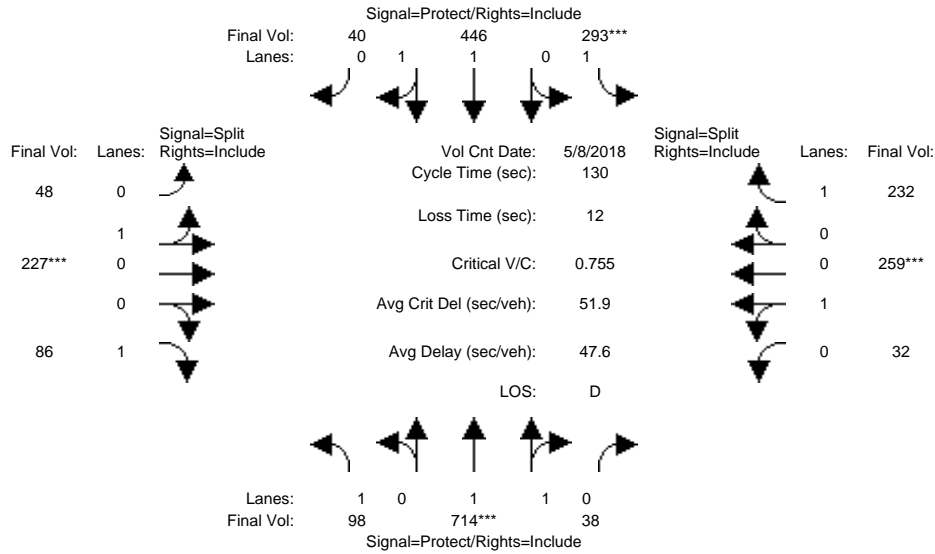 Signal=Protect/Rights=Include
Final Vol: 40 446 293***
Lanes: 0 1 1 0 1
Signal=Split
Final Vol: Lanes: Rights=Include
Vol Cnt Date: 5/8/2018
Signal=Split
Rights=Include Lanes: Final Vol:
Cycle Time (sec): 130
48 0
1 232
Loss Time (sec): 12
1
0
227*** 0
Critical V/C: 0.755
0 259***
0
Avg Crit Del (sec/veh): 51.9
1
86 1
Avg Delay (sec/veh): 47.6
0 32
LOS: D
Lanes: 1 0 1 1 0
Final Vol: 98 714*** 38
Signal=Protect/Rights=Include